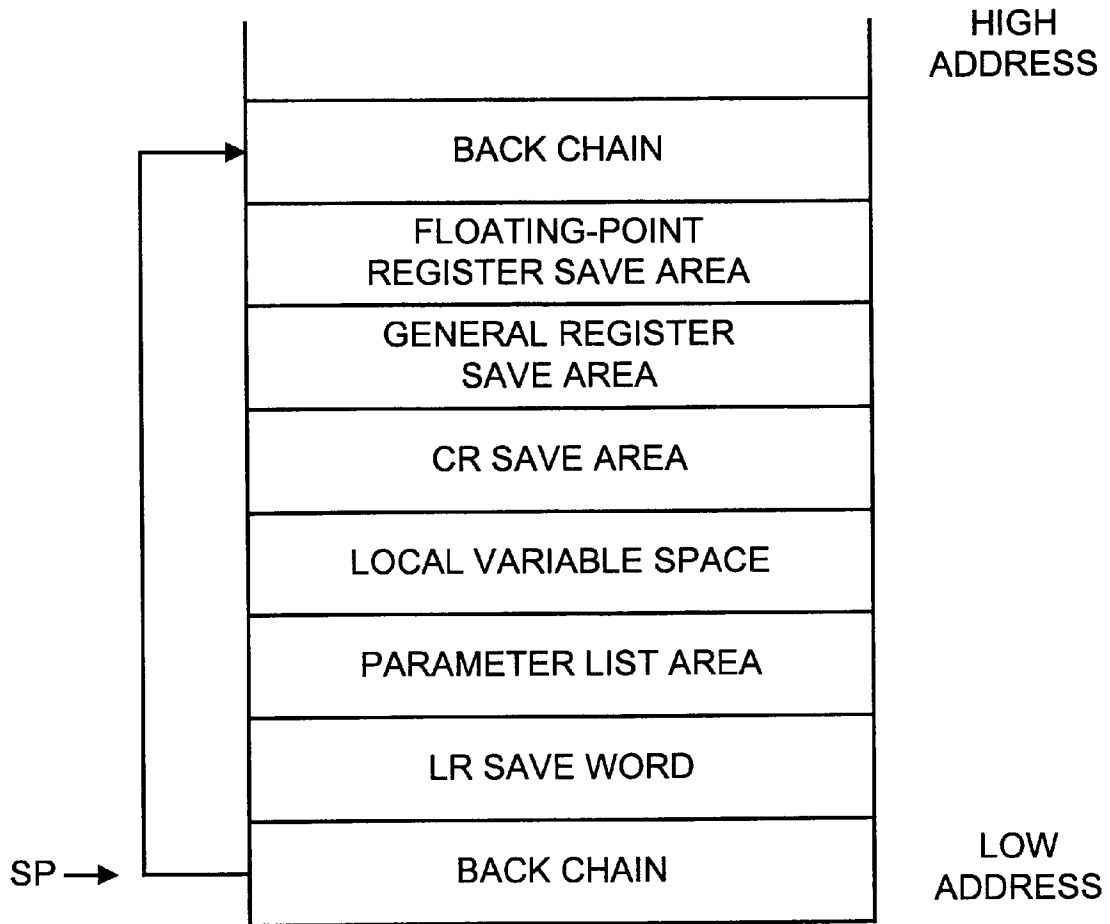 HIGH
ADDRESS
BACK CHAIN
FLOATING-POINT
REGISTER SAVE AREA
GENERAL REGISTER
SAVE AREA
CR SAVE AREA
LOCAL VARIABLE SPACE
PARAMETER LIST AREA
LR SAVE WORD
SP
BACK CHAIN
LOW
ADDRESS